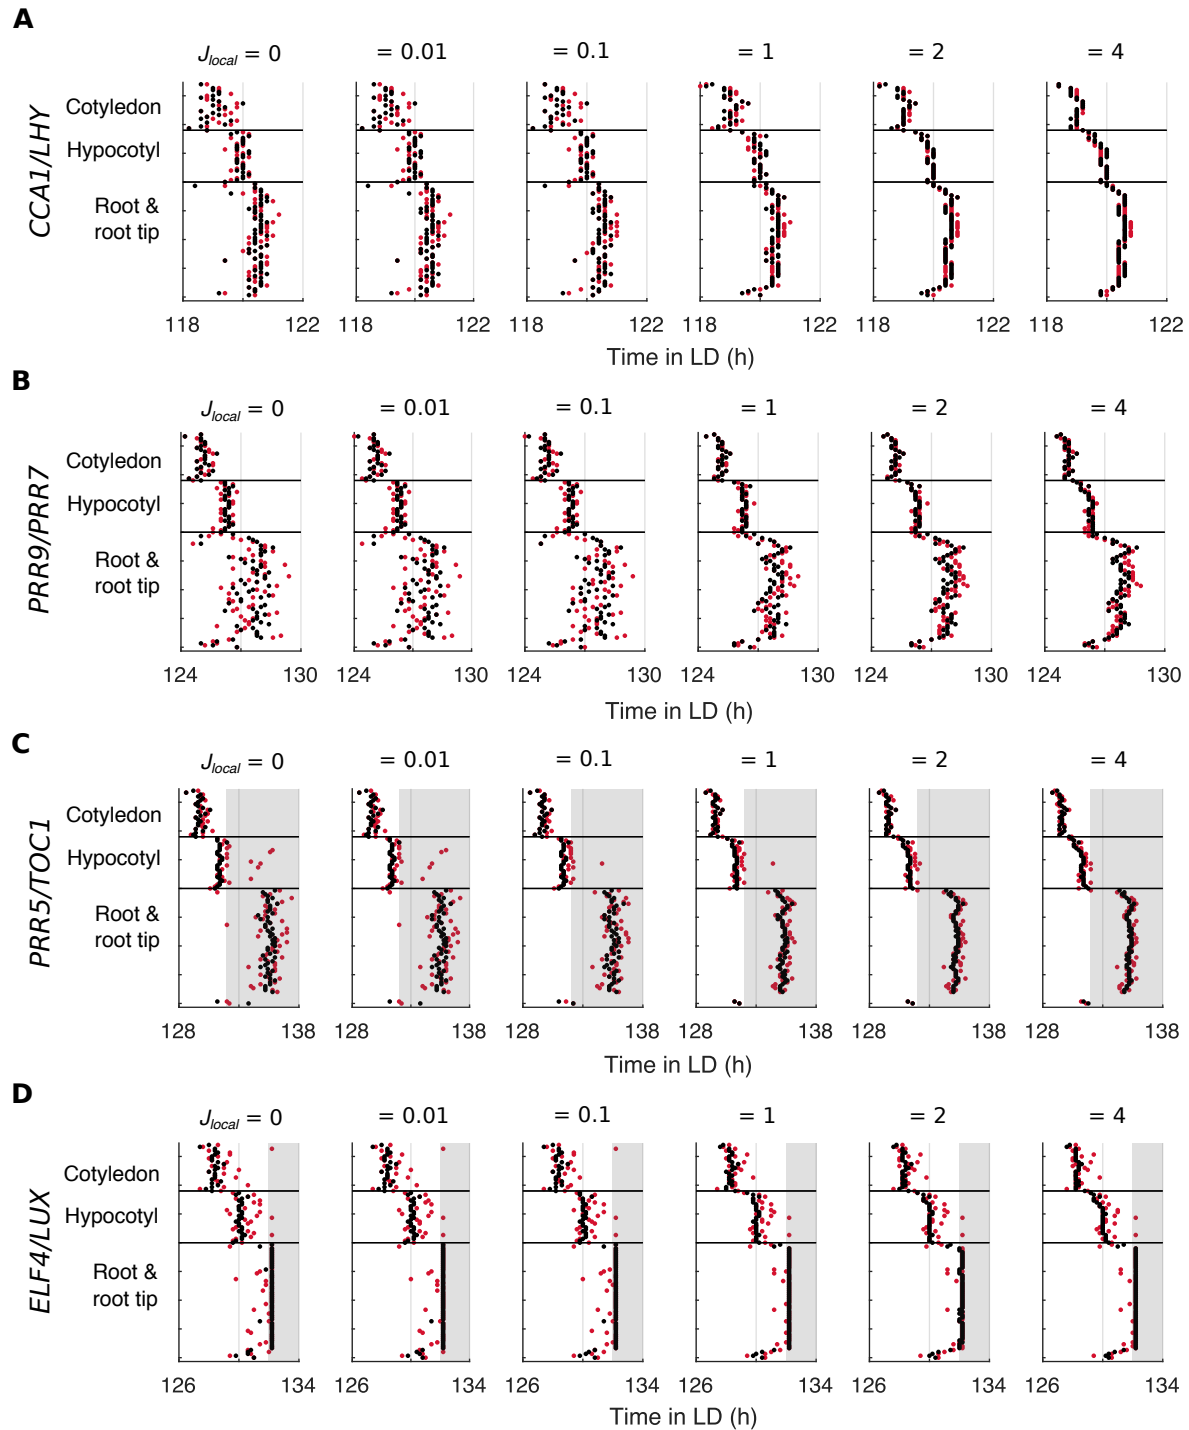 A
J_local = 0 = 0.01 = 0.1 = 1 = 2 = 4
CCA1/LHY
Cotyledon
Hypocotyl
Root &
root tip
118 122 118 122 118 122 118 122 118 122 118 122
Time in LD (h)
B
J_local = 0 = 0.01 = 0.1 = 1 = 2 = 4
PRR9/PRR7
Cotyledon
Hypocotyl
Root &
root tip
124 130 124 130 124 130 124 130 124 130 124 130
Time in LD (h)
C
J_local = 0 = 0.01 = 0.1 = 1 = 2 = 4
PRR5/TOC1
Cotyledon
Hypocotyl
Root &
root tip
128 138 128 138 128 138 128 138 128 138 128 138
Time in LD (h)
D
J_local = 0 = 0.01 = 0.1 = 1 = 2 = 4
ELF4/LUX
Cotyledon
Hypocotyl
Root &
root tip
126 134 126 134 126 134 126 134 126 134 126 134
Time in LD (h)